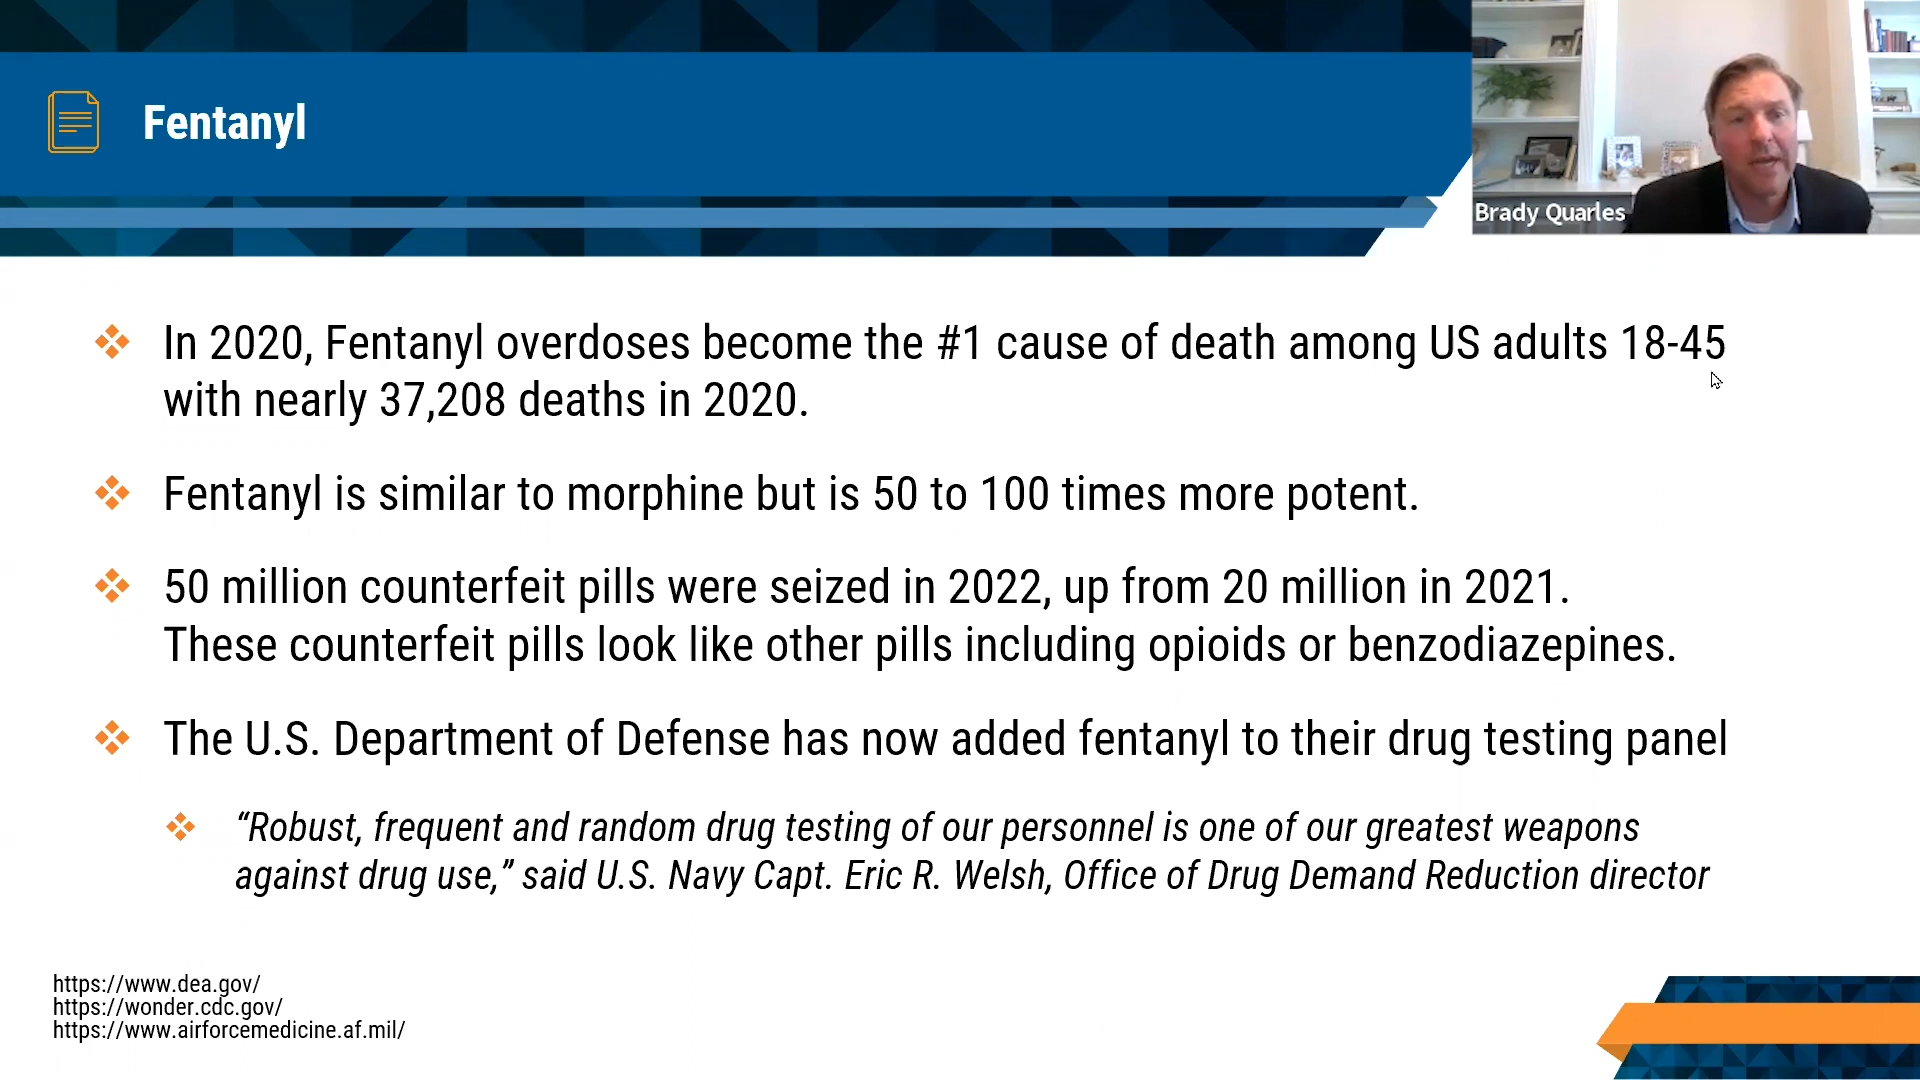 Fentanyl
Brady Quarles
❖ In 2020, Fentanyl overdoses become the #1 cause of death among US adults 18-45
with nearly 37,208 deaths in 2020.
❖ Fentanyl is similar to morphine but is 50 to 100 times more potent.
❖ 50 million counterfeit pills were seized in 2022, up from 20 million in 2021.
These counterfeit pills look like other pills including opioids or benzodiazepines.
❖ The U.S. Department of Defense has now added fentanyl to their drug testing panel
❖ “Robust, frequent and random drug testing of our personnel is one of our greatest weapons
against drug use,” said U.S. Navy Capt. Eric R. Welsh, Office of Drug Demand Reduction director
https://www.dea.gov/
https://wonder.cdc.gov/
https://www.airforcemedicine.af.mil/